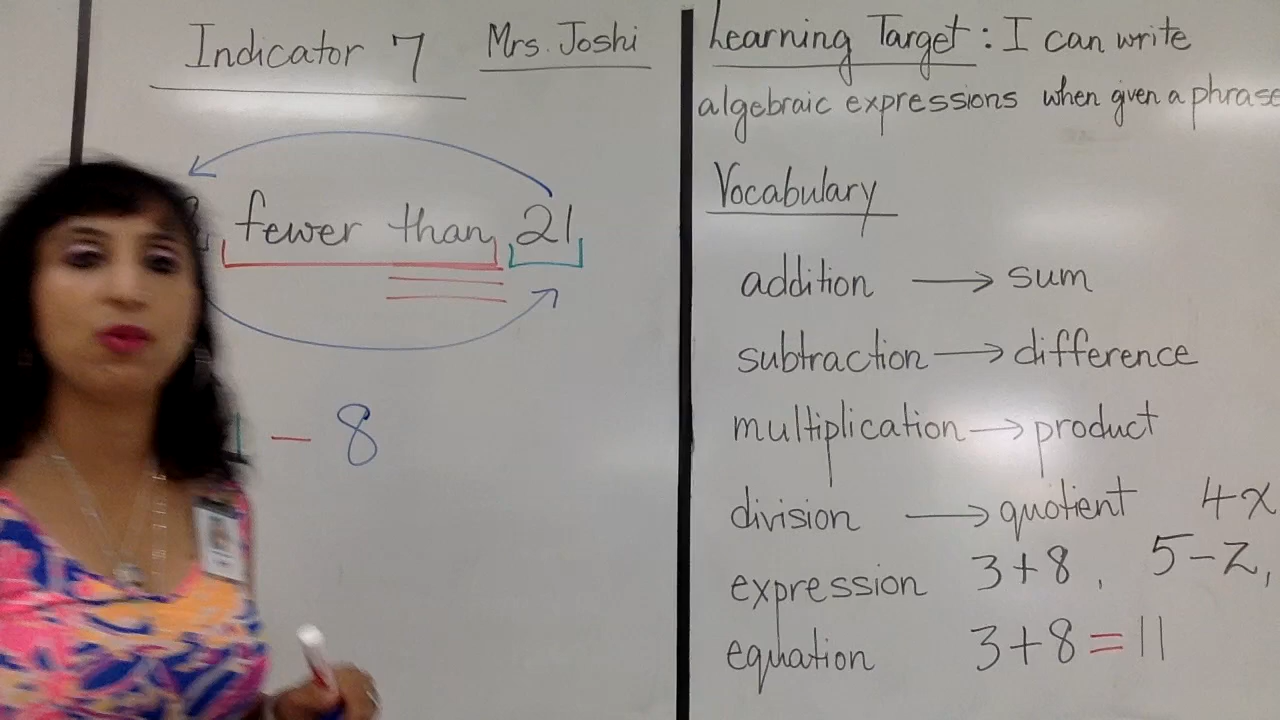 Indicator 7 Mrs. Joshi
fewer than 21
- 8
Learning Target: I can write
algebraic expressions when given a phrase
Vocabulary
addition → sum
subtraction → difference
multiplication → product
division → quotient 4x
expression 3+8, 5-z,
equation 3+8=11